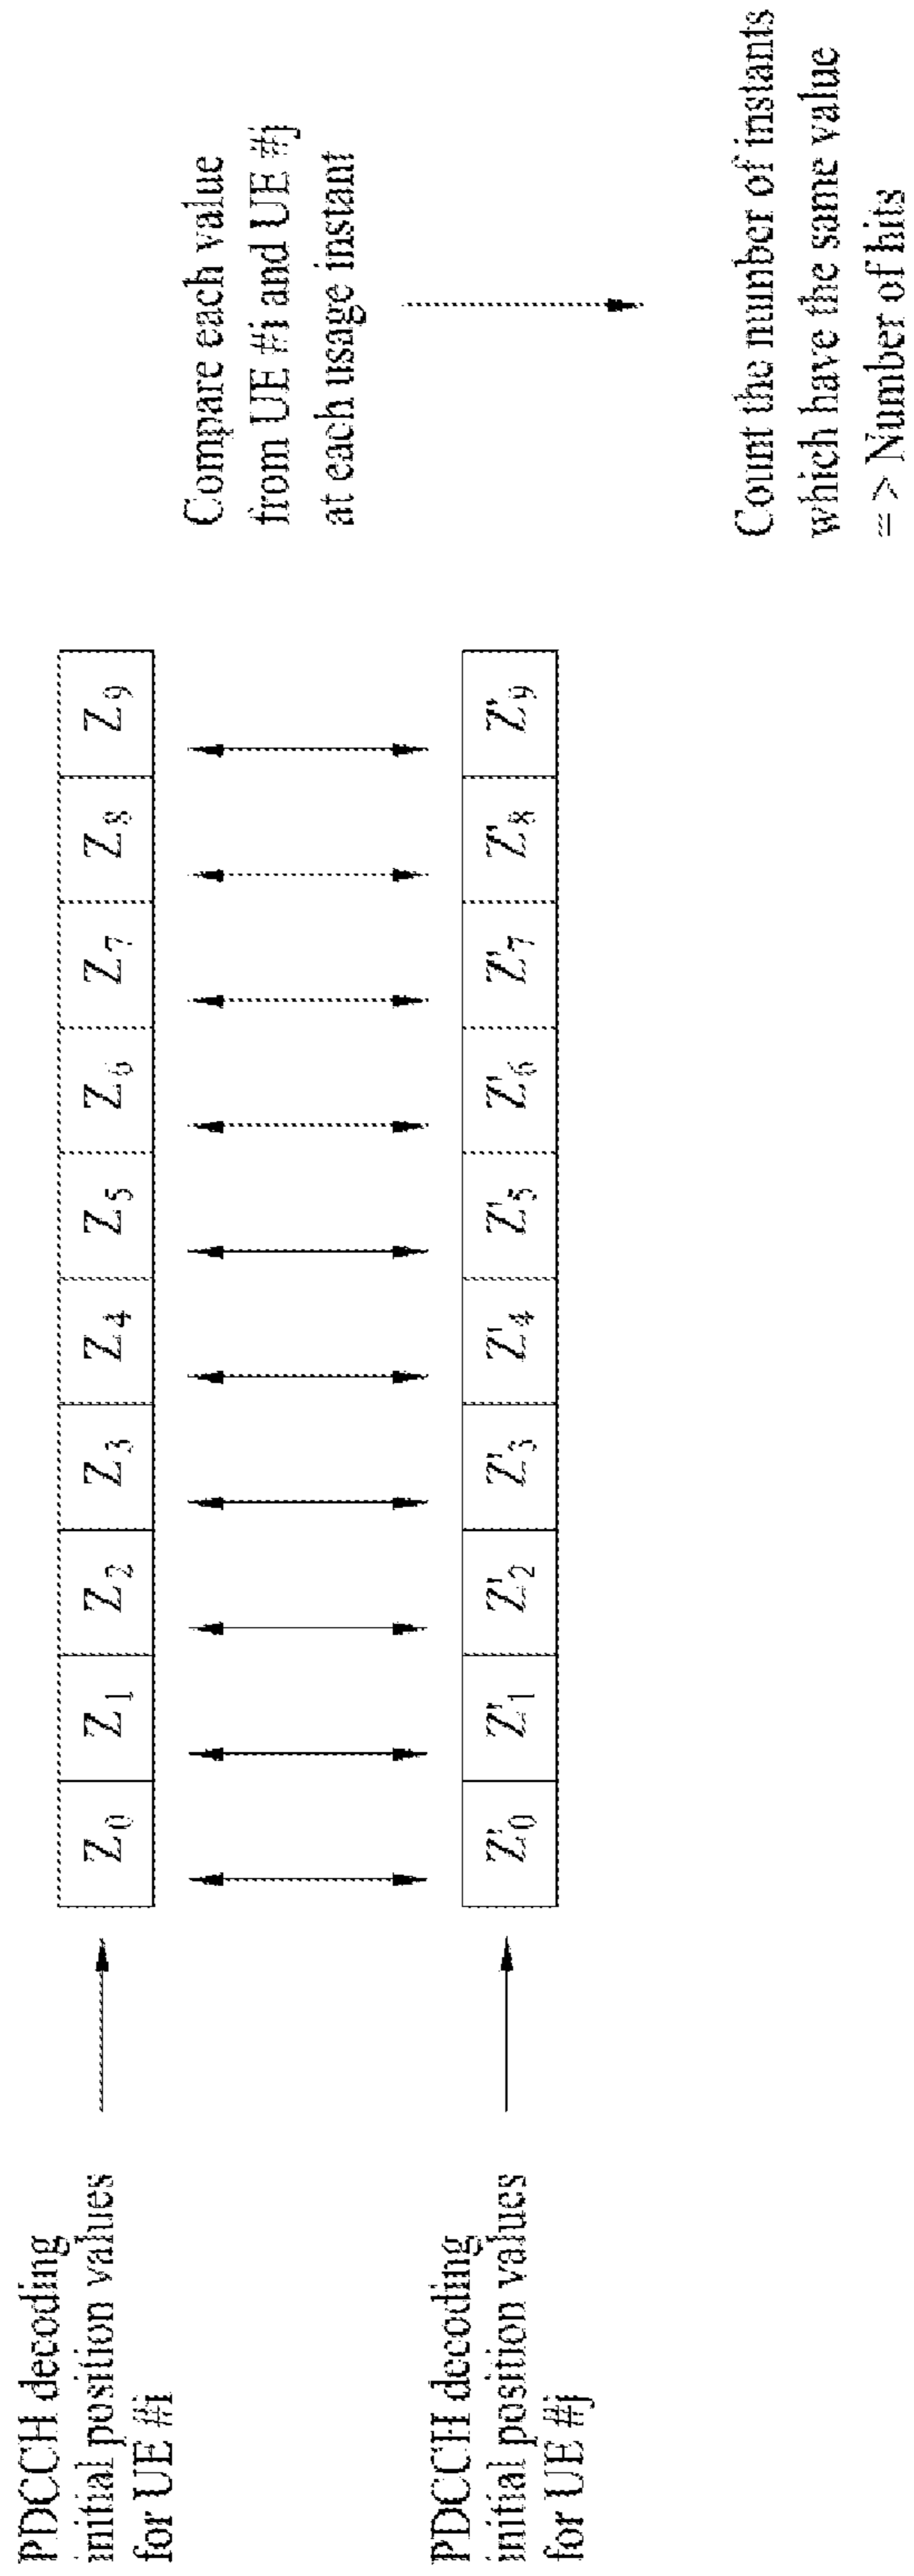 PDCCH decoding
initial position values
for UE #i
Z0 Z1 Z2 Z3 Z4 Z5 Z6 Z7 Z8 Z9
Compare each value
from UE #i and UE #j
at each usage instant
PDCCH decoding
initial position values
for UE #j
Z'0 Z'1 Z'2 Z'3 Z'4 Z'5 Z'6 Z'7 Z'8 Z'9
Count the number of instants
which have the same value
= > Number of hits